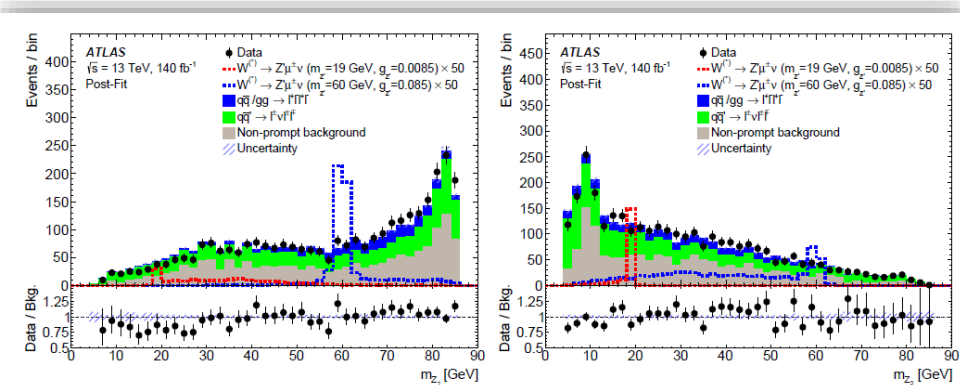 Events / bin
450
400
350
300
250
200
150
100
50
0
ATLAS
√s = 13 TeV, 140 fb⁻¹
Post-Fit
Data
W⁽*⁾ → Z'μ±ν (m_Z'=19 GeV, g_Z'=0.0085) × 50
W⁽*⁾ → Z'μ±ν (m_Z'=60 GeV, g_Z'=0.085) × 50
qq̄ /gg → l⁺l⁻l⁺l⁻
qq̄' → l±νl±l∓
Non-prompt background
Uncertainty
Data / Bkg.
1.25
1
0.75
0.5
0 10 20 30 40 50 60 70 80 90
m_Z₁ [GeV]
Events / bin
450
400
350
300
250
200
150
100
50
0
ATLAS
√s = 13 TeV, 140 fb⁻¹
Post-Fit
Data
W⁽*⁾ → Z'μ±ν (m_Z'=19 GeV, g_Z'=0.0085) × 50
W⁽*⁾ → Z'μ±ν (m_Z'=60 GeV, g_Z'=0.085) × 50
qq̄ /gg → l⁺l⁻l⁺l⁻
qq̄' → l±νl±l∓
Non-prompt background
Uncertainty
Data / Bkg.
1.25
1
0.75
0.5
0 10 20 30 40 50 60 70 80 90
m_Z₂ [GeV]